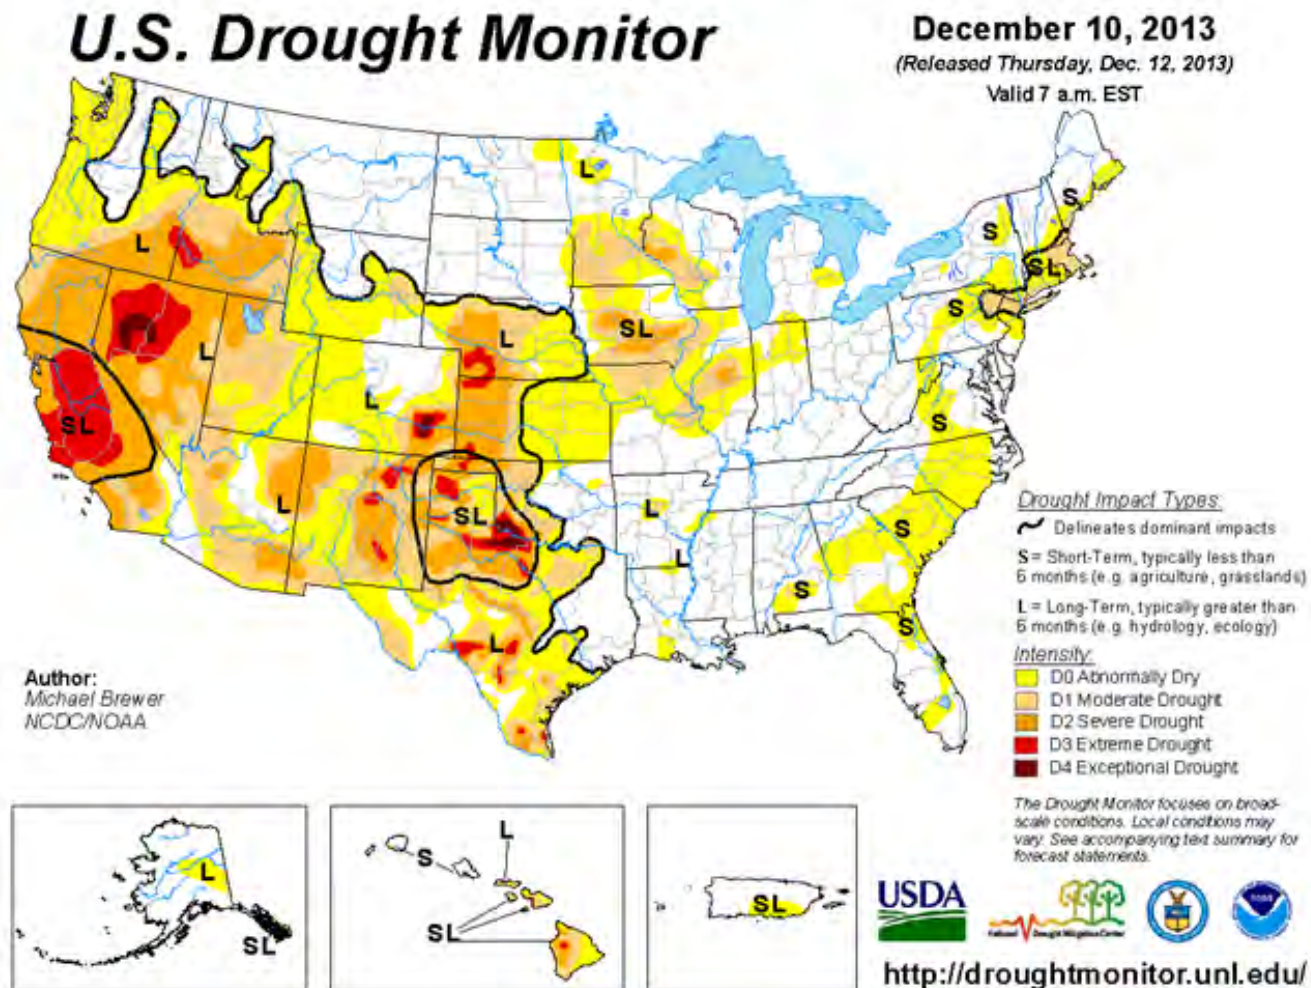 U.S. Drought Monitor
December 10, 2013
(Released Thursday, Dec. 12, 2013)
Valid 7 a.m. EST
L
S
S
L
SL
S
L
SL
L
L
S
SL
L
SL
L
S
L
S
L
S
L
Drought Impact Types:
Delineates dominant impacts
S = Short-Term, typically less than
6 months (e.g. agriculture, grasslands)
L = Long-Term, typically greater than
6 months (e.g. hydrology, ecology)
Intensity:
D0 Abnormally Dry
D1 Moderate Drought
D2 Severe Drought
D3 Extreme Drought
D4 Exceptional Drought
Author:
Michael Brewer
NCDC/NOAA
The Drought Monitor focuses on broad-
scale conditions. Local conditions may
vary. See accompanying text summary for
forecast statements.
L
SL
L
S
SL
SL
USDA
National Drought Mitigation Center
http://droughtmonitor.unl.edu/